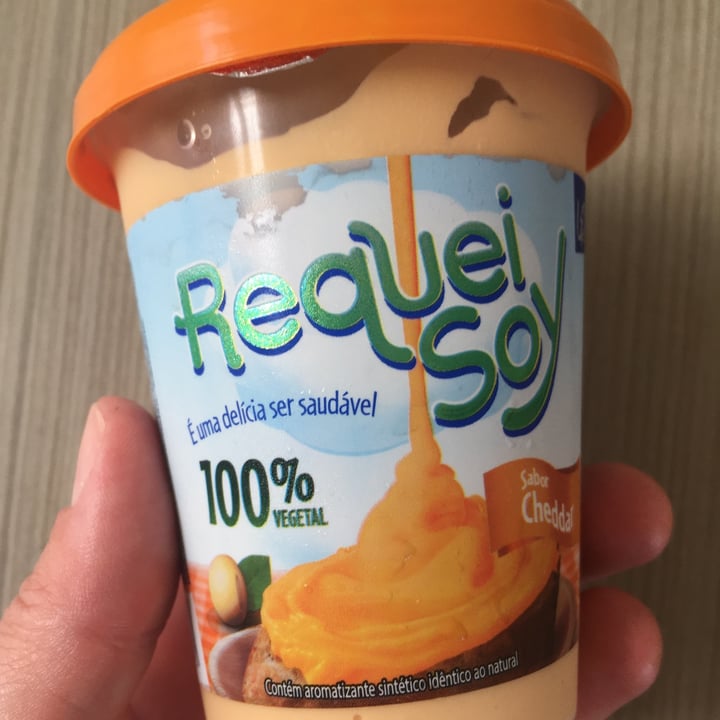 Requei
Soy
É uma delícia ser saudável
100%
VEGETAL
Sabor
Cheddar
Contém aromatizante sintético idêntico ao natural